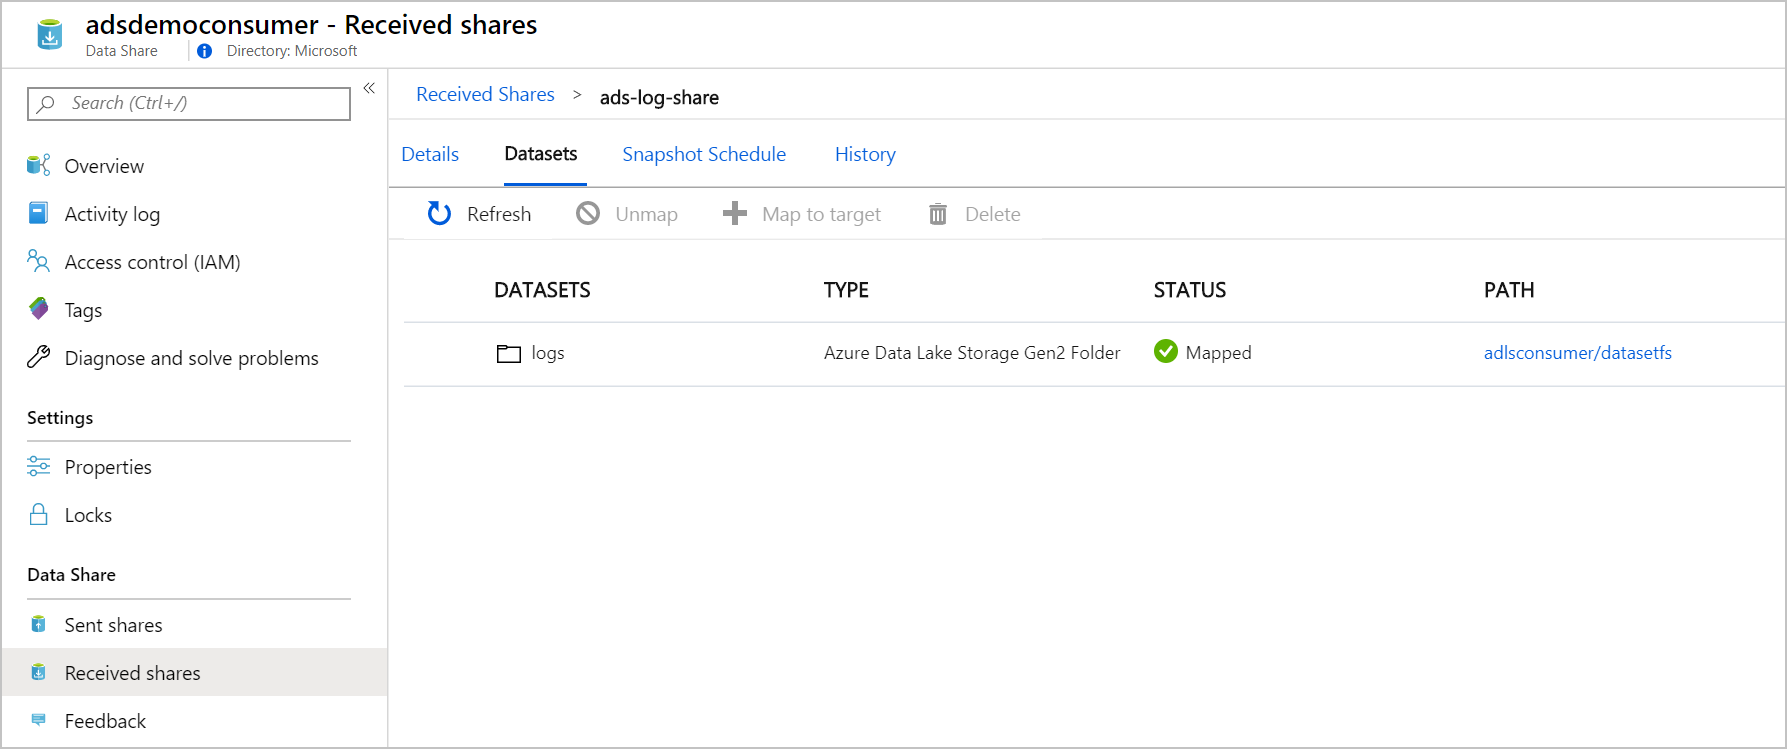 adsdemoconsumer - Received shares
Data Share
Directory: Microsoft
Search (Ctrl+/)
«
Overview
Activity log
Access control (IAM)
Tags
Diagnose and solve problems
Settings
Properties
Locks
Data Share
Sent shares
Received shares
Feedback
Received Shares > ads-log-share
Details Datasets Snapshot Schedule History
Refresh Unmap Map to target Delete
DATASETS TYPE STATUS PATH
logs Azure Data Lake Storage Gen2 Folder Mapped adlsconsumer/datasetfs